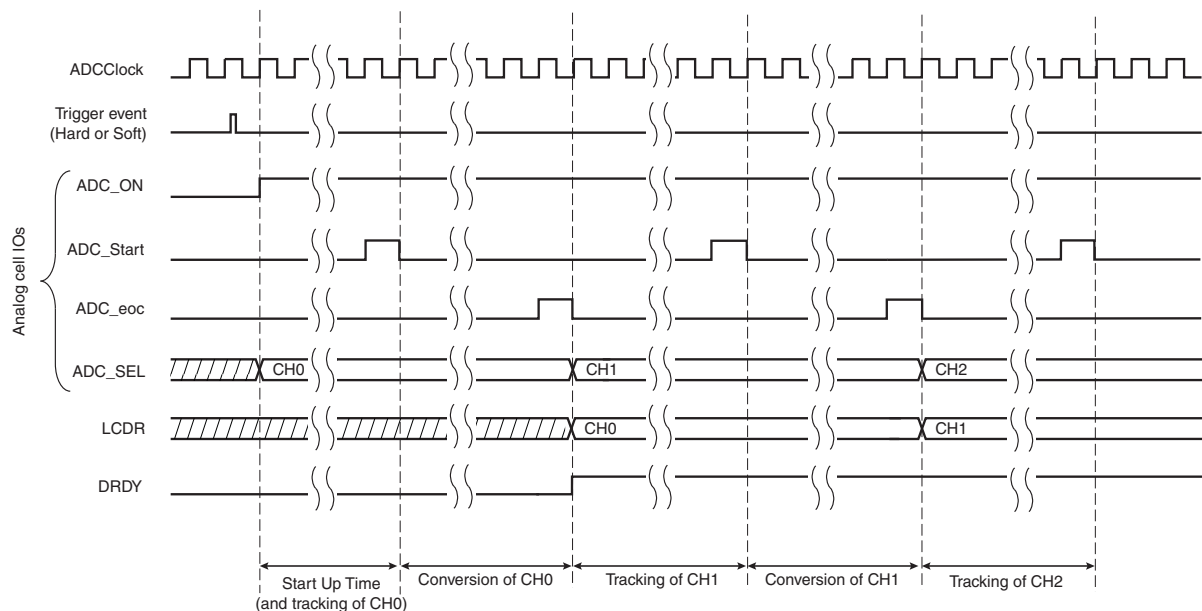 ADCClock
Trigger event
(Hard or Soft)
Analog cell IOs
ADC_ON
ADC_Start
ADC_eoc
ADC_SEL
CH0
CH1
CH2
LCDR
CH0
CH1
DRDY
Start Up Time
(and tracking of CH0)
Conversion of CH0
Tracking of CH1
Conversion of CH1
Tracking of CH2